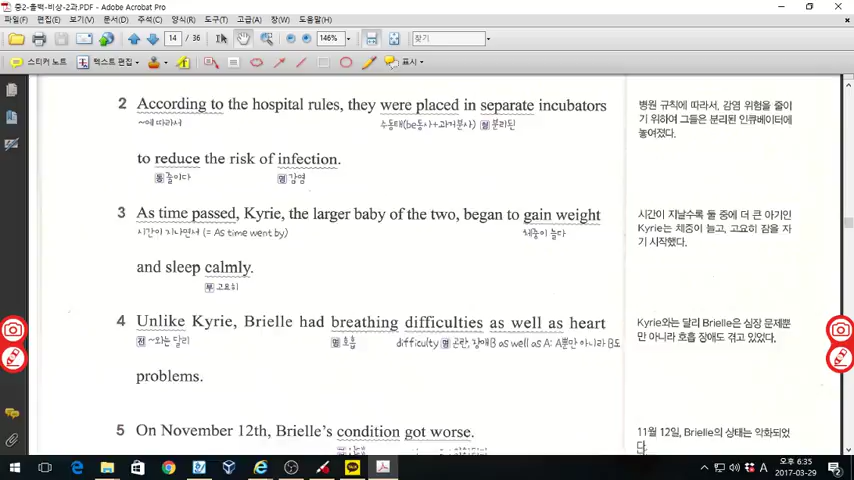 중2-올백-비상-2과.PDF - Adobe Acrobat Pro
파일(F) 편집(E) 보기(V) 문서(D) 주석(C) 양식(R) 도구(T) 고급(A) 창(W) 도움말(H)
14 / 36 146% 찾기
스티커 노트 텍스트 편집 표시
2 According to the hospital rules, they were placed in separate incubators
~에 따라서 수동태(be동사+과거분사) 형 분리된
to reduce the risk of infection.
동 줄이다 명 감염
병원 규칙에 따라서, 감염 위험을 줄이
기 위하여 그들은 분리된 인큐베이터에
놓여졌다.
3 As time passed, Kyrie, the larger baby of the two, began to gain weight
시간이 지나면서 (= As time went by) 체중이 늘다
and sleep calmly.
부 고요히
시간이 지날수록 둘 중에 더 큰 아기인
Kyrie는 체중이 늘고, 고요히 잠을 자
기 시작했다.
4 Unlike Kyrie, Brielle had breathing difficulties as well as heart
전 ~와는 달리 명 호흡 difficulty 명 곤란, 장애 B as well as A: A뿐만 아니라 B도
problems.
Kyrie와는 달리 Brielle은 심장 문제뿐
만 아니라 호흡 장애도 겪고 있었다.
5 On November 12th, Brielle's condition got worse.
11월 12일, Brielle의 상태는 악화되었
다.
A 오후 6:35
2017-03-29